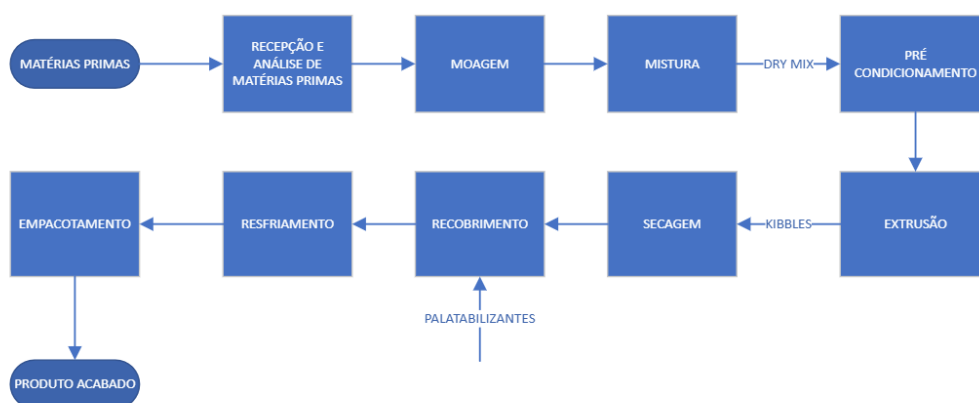 MATÉRIAS PRIMAS
RECEPÇÃO E
ANÁLISE DE
MATÉRIAS PRIMAS
MOAGEM
MISTURA
DRY MIX
PRÉ
CONDICIONAMENTO
EMPACOTAMENTO
RESFRIAMENTO
RECOBRIMENTO
SECAGEM
KIBBLES
EXTRUSÃO
PALATABILIZANTES
PRODUTO ACABADO